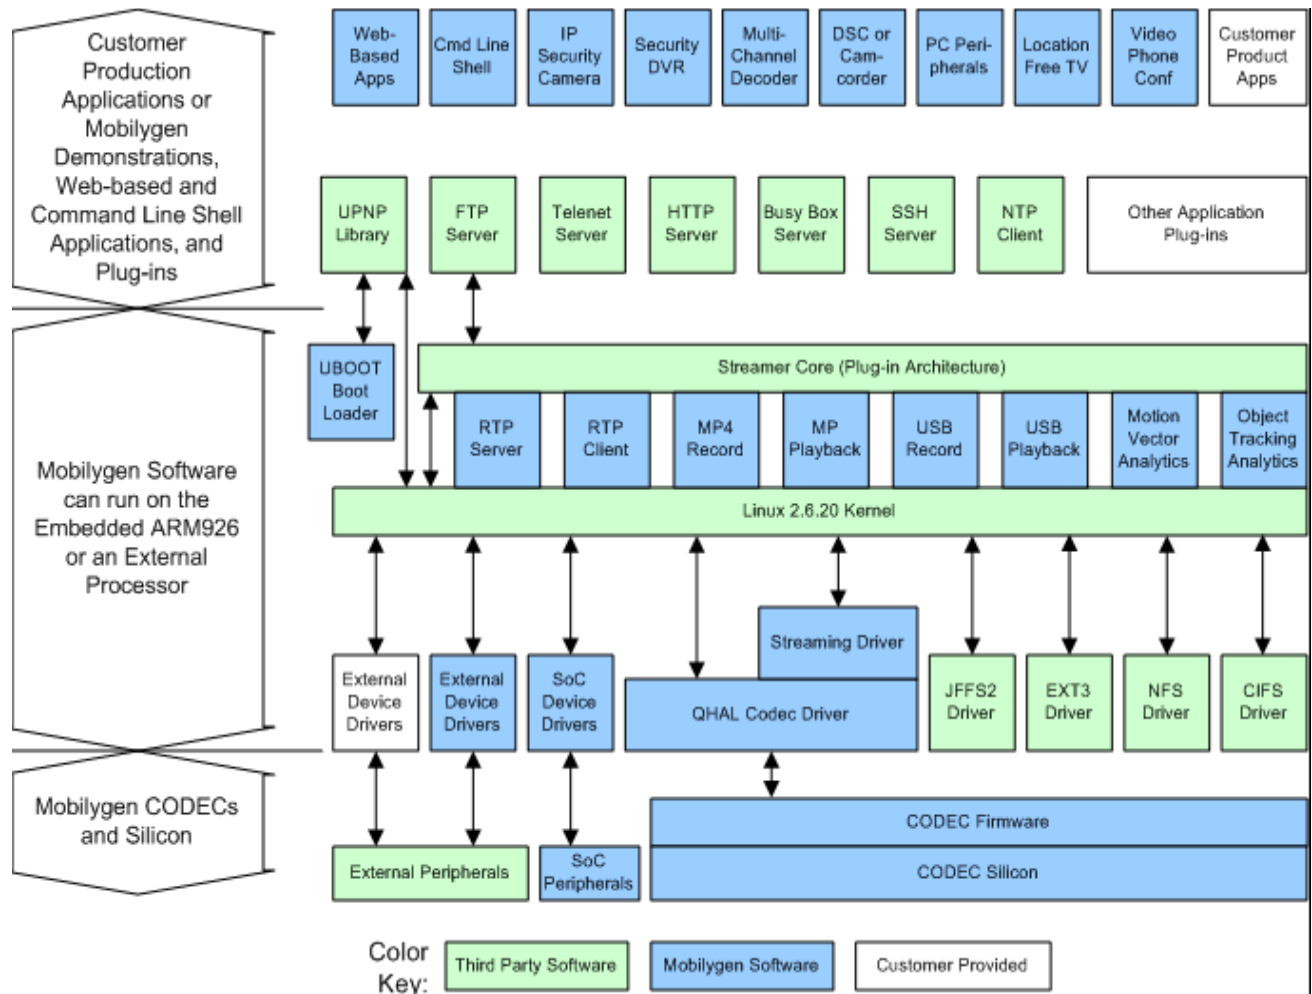 Customer
Production
Applications or
Mobilygen
Demonstrations,
Web-based and
Command Line Shell
Applications, and
Plug-ins
Web-
Based
Apps
Cmd Line
Shell
IP
Security
Camera
Security
DVR
Multi-
Channel
Decoder
DSC or
Cam-
corder
PC Peri-
pherals
Location
Free TV
Video
Phone
Conf
Customer
Product
Apps
UPNP
Library
FTP
Server
Telenet
Server
HTTP
Server
Busy Box
Server
SSH
Server
NTP
Client
Other Application
Plug-ins
Mobilygen Software
can run on the
Embedded ARM926
or an External
Processor
UBOOT
Boot
Loader
Streamer Core (Plug-in Architecture)
RTP
Server
RTP
Client
MP4
Record
MP
Playback
USB
Record
USB
Playback
Motion
Vector
Analytics
Object
Tracking
Analytics
Linux 2.6.20 Kernel
Streaming Driver
External
Device
Drivers
External
Device
Drivers
SoC
Device
Drivers
QHAL Codec Driver
JFFS2
Driver
EXT3
Driver
NFS
Driver
CIFS
Driver
Mobilygen CODECs
and Silicon
CODEC Firmware
External Peripherals
SoC
Peripherals
CODEC Silicon
Color
Key:
Third Party Software
Mobilygen Software
Customer Provided